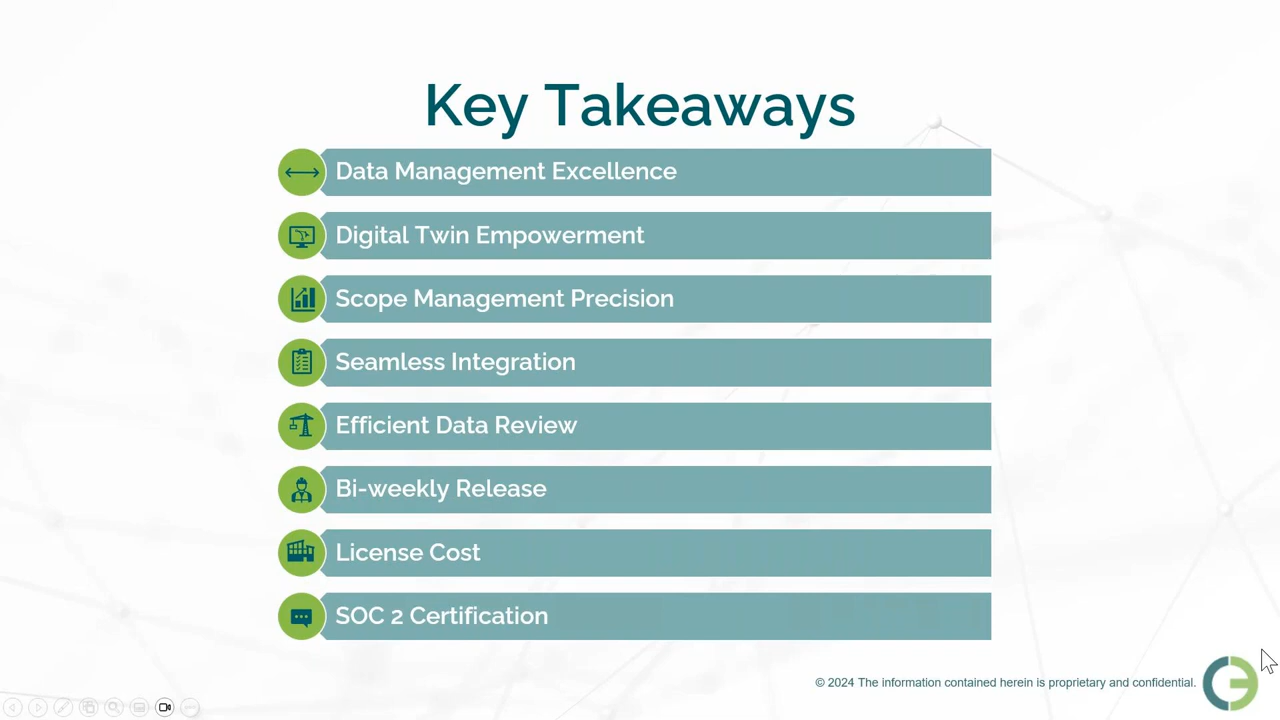 Key Takeaways
Data Management Excellence
Digital Twin Empowerment
Scope Management Precision
Seamless Integration
Efficient Data Review
Bi-weekly Release
License Cost
SOC 2 Certification
© 2024 The information contained herein is proprietary and confidential.